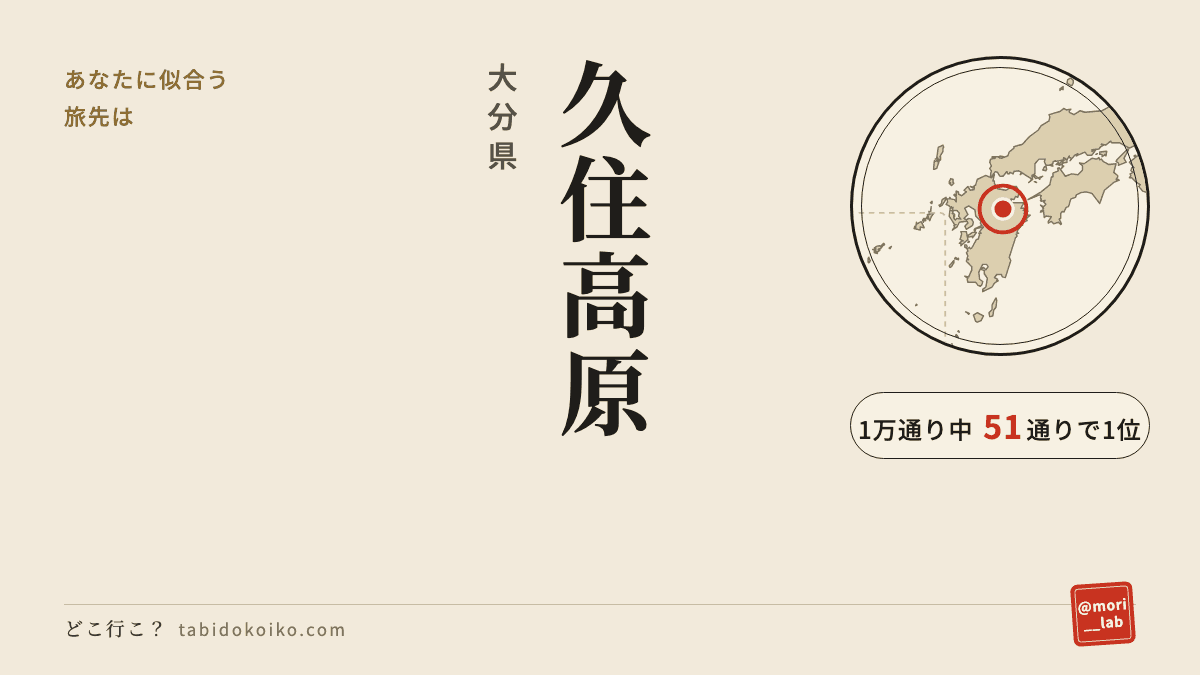 あなたに似合う
旅先は
久住高原
大分県
1万通り中 51通りで1位
どこ行こ? tabidokoiko.com
@mori
__lab